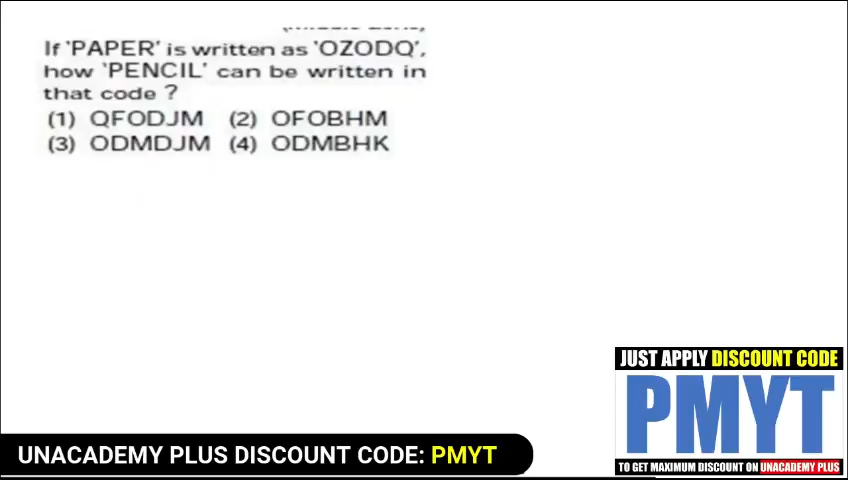 If 'PAPER' is written as 'OZODQ',
how 'PENCIL' can be written in
that code ?
(1) QFODJM (2) OFOBHM
(3) ODMDJM (4) ODMBHK
JUST APPLY DISCOUNT CODE
PMYT
TO GET MAXIMUM DISCOUNT ON UNACADEMY PLUS
UNACADEMY PLUS DISCOUNT CODE: PMYT